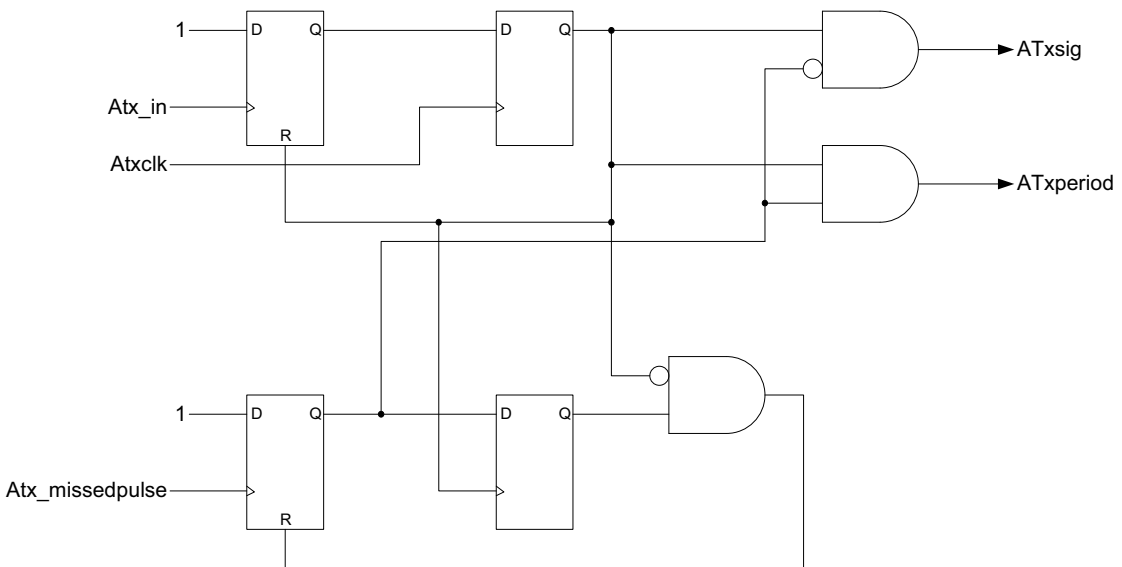 1
D
Q
D
Q
ATxsig
Atx_in
R
Atxclk
ATxperiod
1
D
Q
D
Q
Atx_missedpulse
R